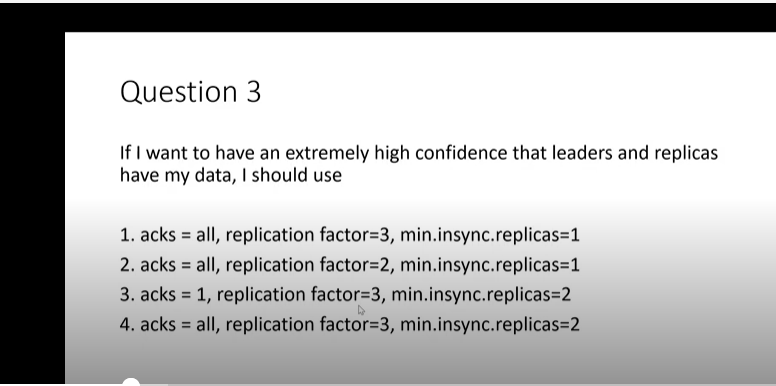 Question 3
If I want to have an extremely high confidence that leaders and replicas
have my data, I should use
1. acks = all, replication factor=3, min.insync.replicas=1
2. acks = all, replication factor=2, min.insync.replicas=1
3. acks = 1, replication factor=3, min.insync.replicas=2
4. acks = all, replication factor=3, min.insync.replicas=2